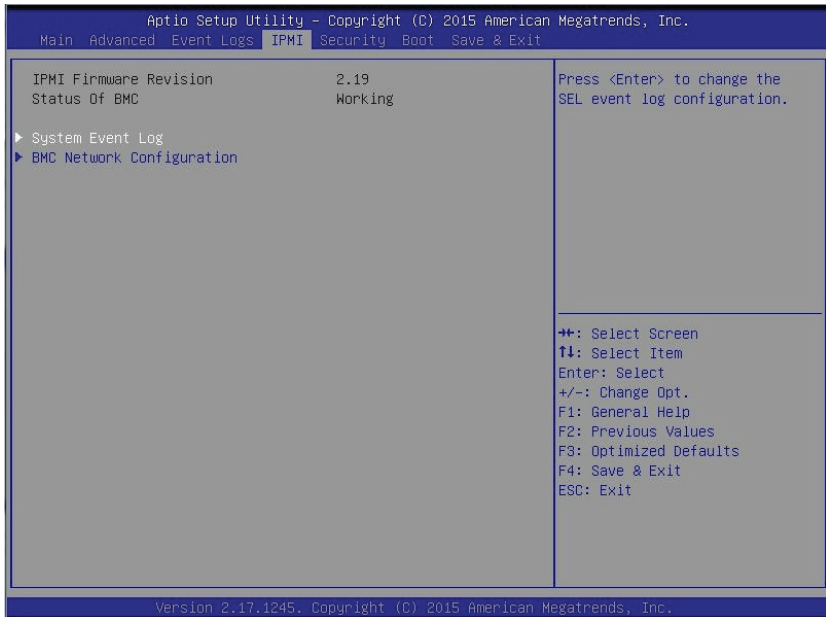 Aptio Setup Utility – Copyright (C) 2015 American Megatrends, Inc.
Main Advanced Event Logs IPMI Security Boot Save & Exit
IPMI Firmware Revision 2.19
Status Of BMC Working
▶ System Event Log
▶ BMC Network Configuration
Press <Enter> to change the
SEL event log configuration.
→←: Select Screen
↑↓: Select Item
Enter: Select
+/-: Change Opt.
F1: General Help
F2: Previous Values
F3: Optimized Defaults
F4: Save & Exit
ESC: Exit
Version 2.17.1245. Copyright (C) 2015 American Megatrends, Inc.